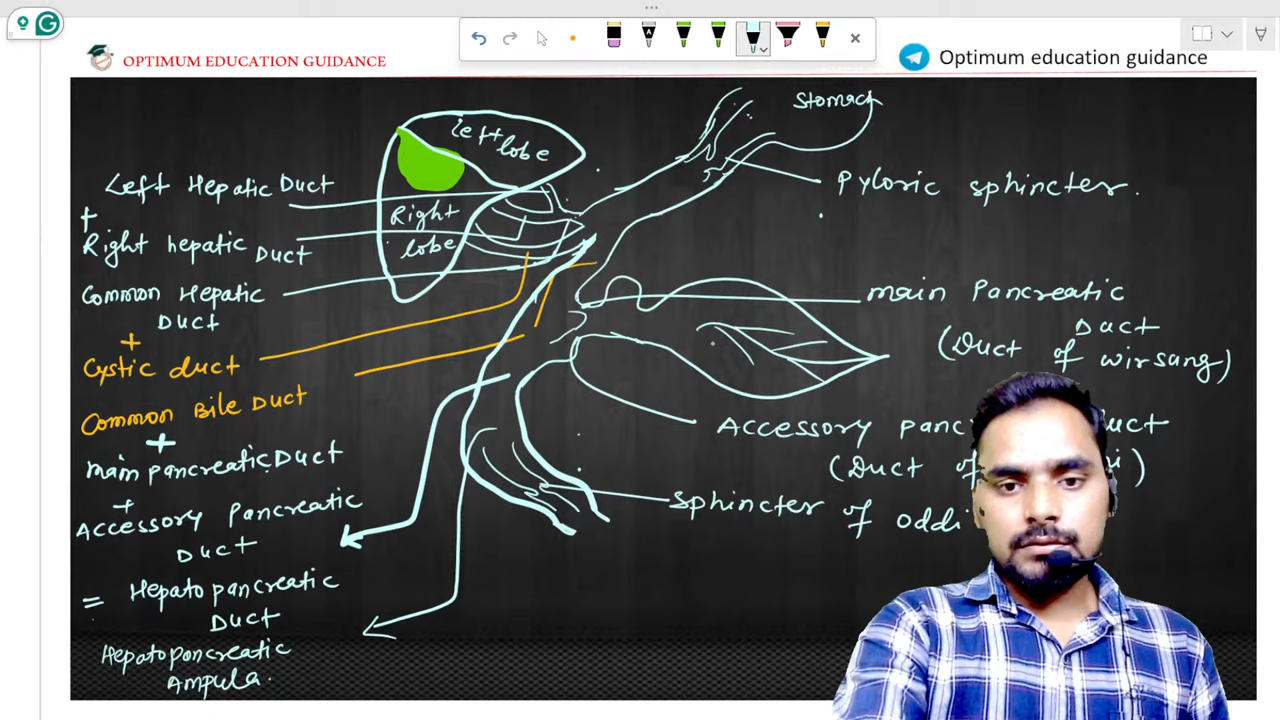 OPTIMUM EDUCATION GUIDANCE
Optimum education guidance
Stomach
Left lobe
Left Hepatic Duct
+
Right hepatic Duct
Right
lobe
Pyloric sphincter.
Common Hepatic
Duct
+
Cystic duct
Common Bile Duct
+
main pancreatic Duct
+
Accessory Pancreatic
Duct
= Hepato pancreatic
Duct
Hepatopancreatic
Ampula.
main Pancreatic
Duct
(Duct of wirsang)
Accessory
(Duct of
Sphincter of oddi